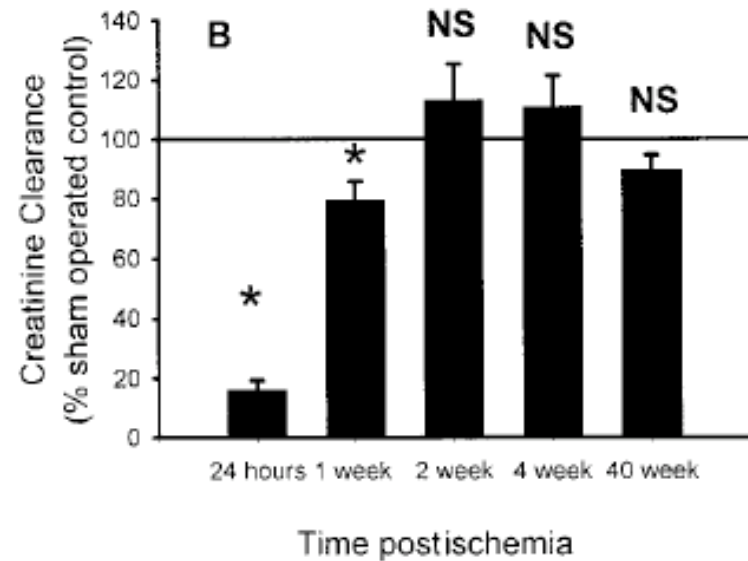 B
NS
NS
NS
*
*
140
120
100
80
60
40
20
0
Creatinine Clearance
(% sham operated control)
24 hours 1 week 2 week 4 week 40 week
Time postischemia